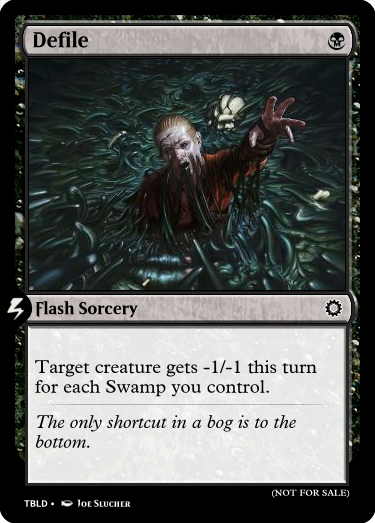 Defile
Flash Sorcery
Target creature gets -1/-1 this turn
for each Swamp you control.
The only shortcut in a bog is to the
bottom.
(NOT FOR SALE)
TBLD • Joe Slucher